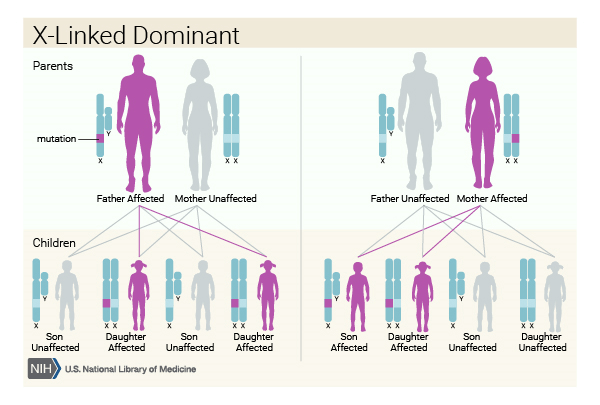 X-Linked Dominant
Parents
Y
mutation
X
X X
Father Affected
Mother Unaffected
Y
X
X X
Father Unaffected
Mother Affected
Children
Y
X
X X
Y
X
X X
Y
X
X X
Y
X
X X
Son
Unaffected
Daughter
Affected
Son
Unaffected
Daughter
Affected
Son
Affected
Daughter
Affected
Son
Unaffected
Daughter
Unaffected
NIH U.S. National Library of Medicine